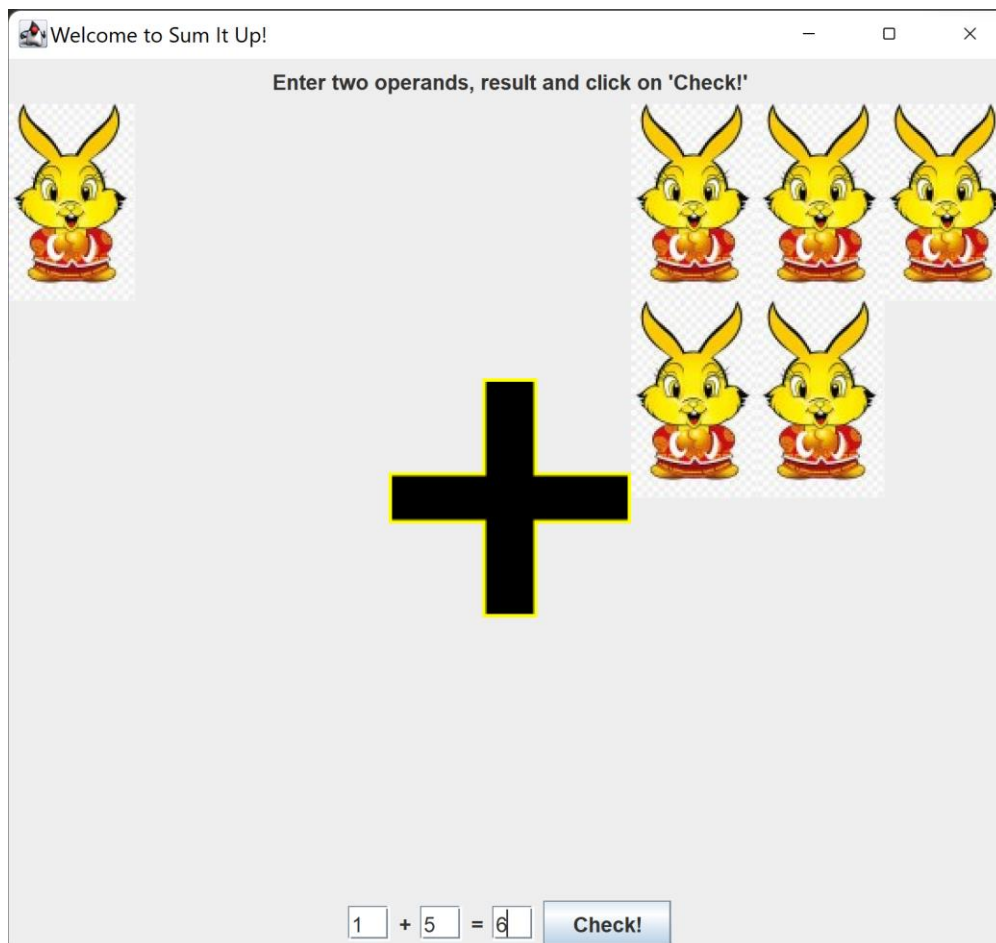 Welcome to Sum It Up!
Enter two operands, result and click on 'Check!'
1 + 5 = 6 Check!